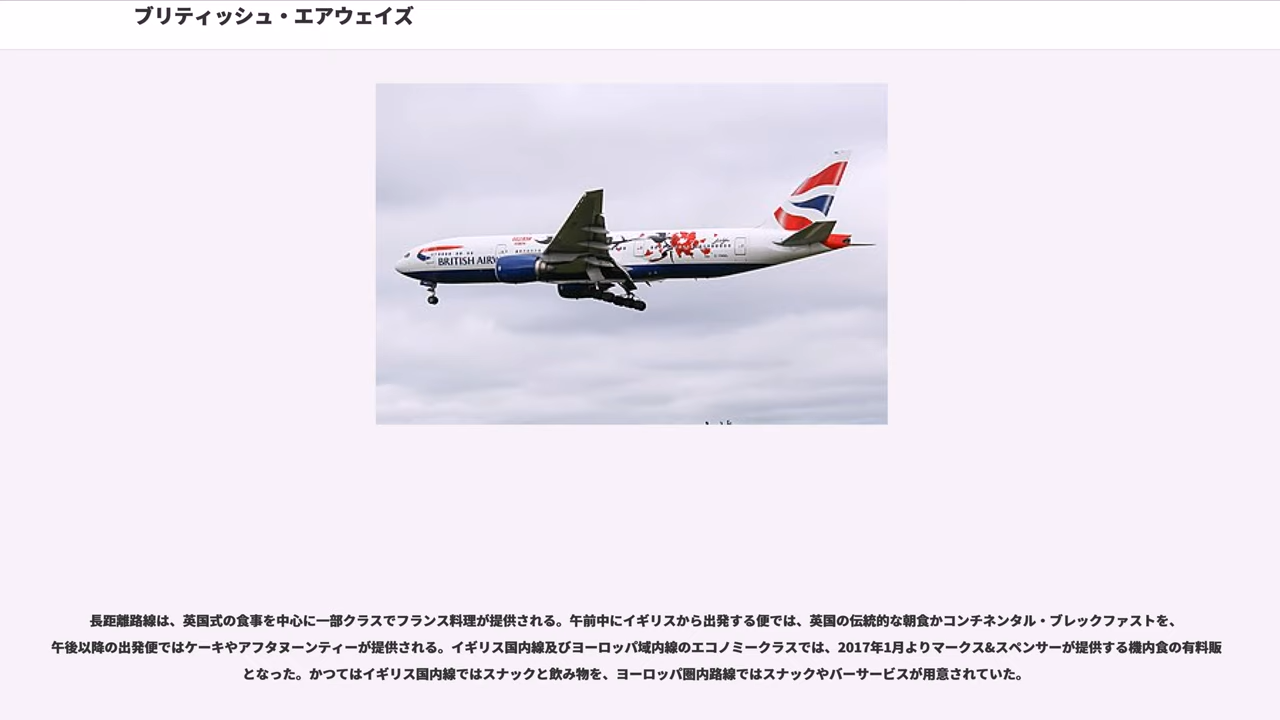 ブリティッシュ・エアウェイズ
BRITISH AIRW
長距離路線は、英国式の食事を中心に一部クラスでフランス料理が提供される。午前中にイギリスから出発する便では、英国の伝統的な朝食かコンチネンタル・ブレックファストを、
午後以降の出発便ではケーキやアフタヌーンティーが提供される。イギリス国内線及びヨーロッパ域内線のエコノミークラスでは、2017年1月よりマークス&スペンサーが提供する機内食の有料販
となった。かつてはイギリス国内線ではスナックと飲み物を、ヨーロッパ圏内路線ではスナックやバーサービスが用意されていた。